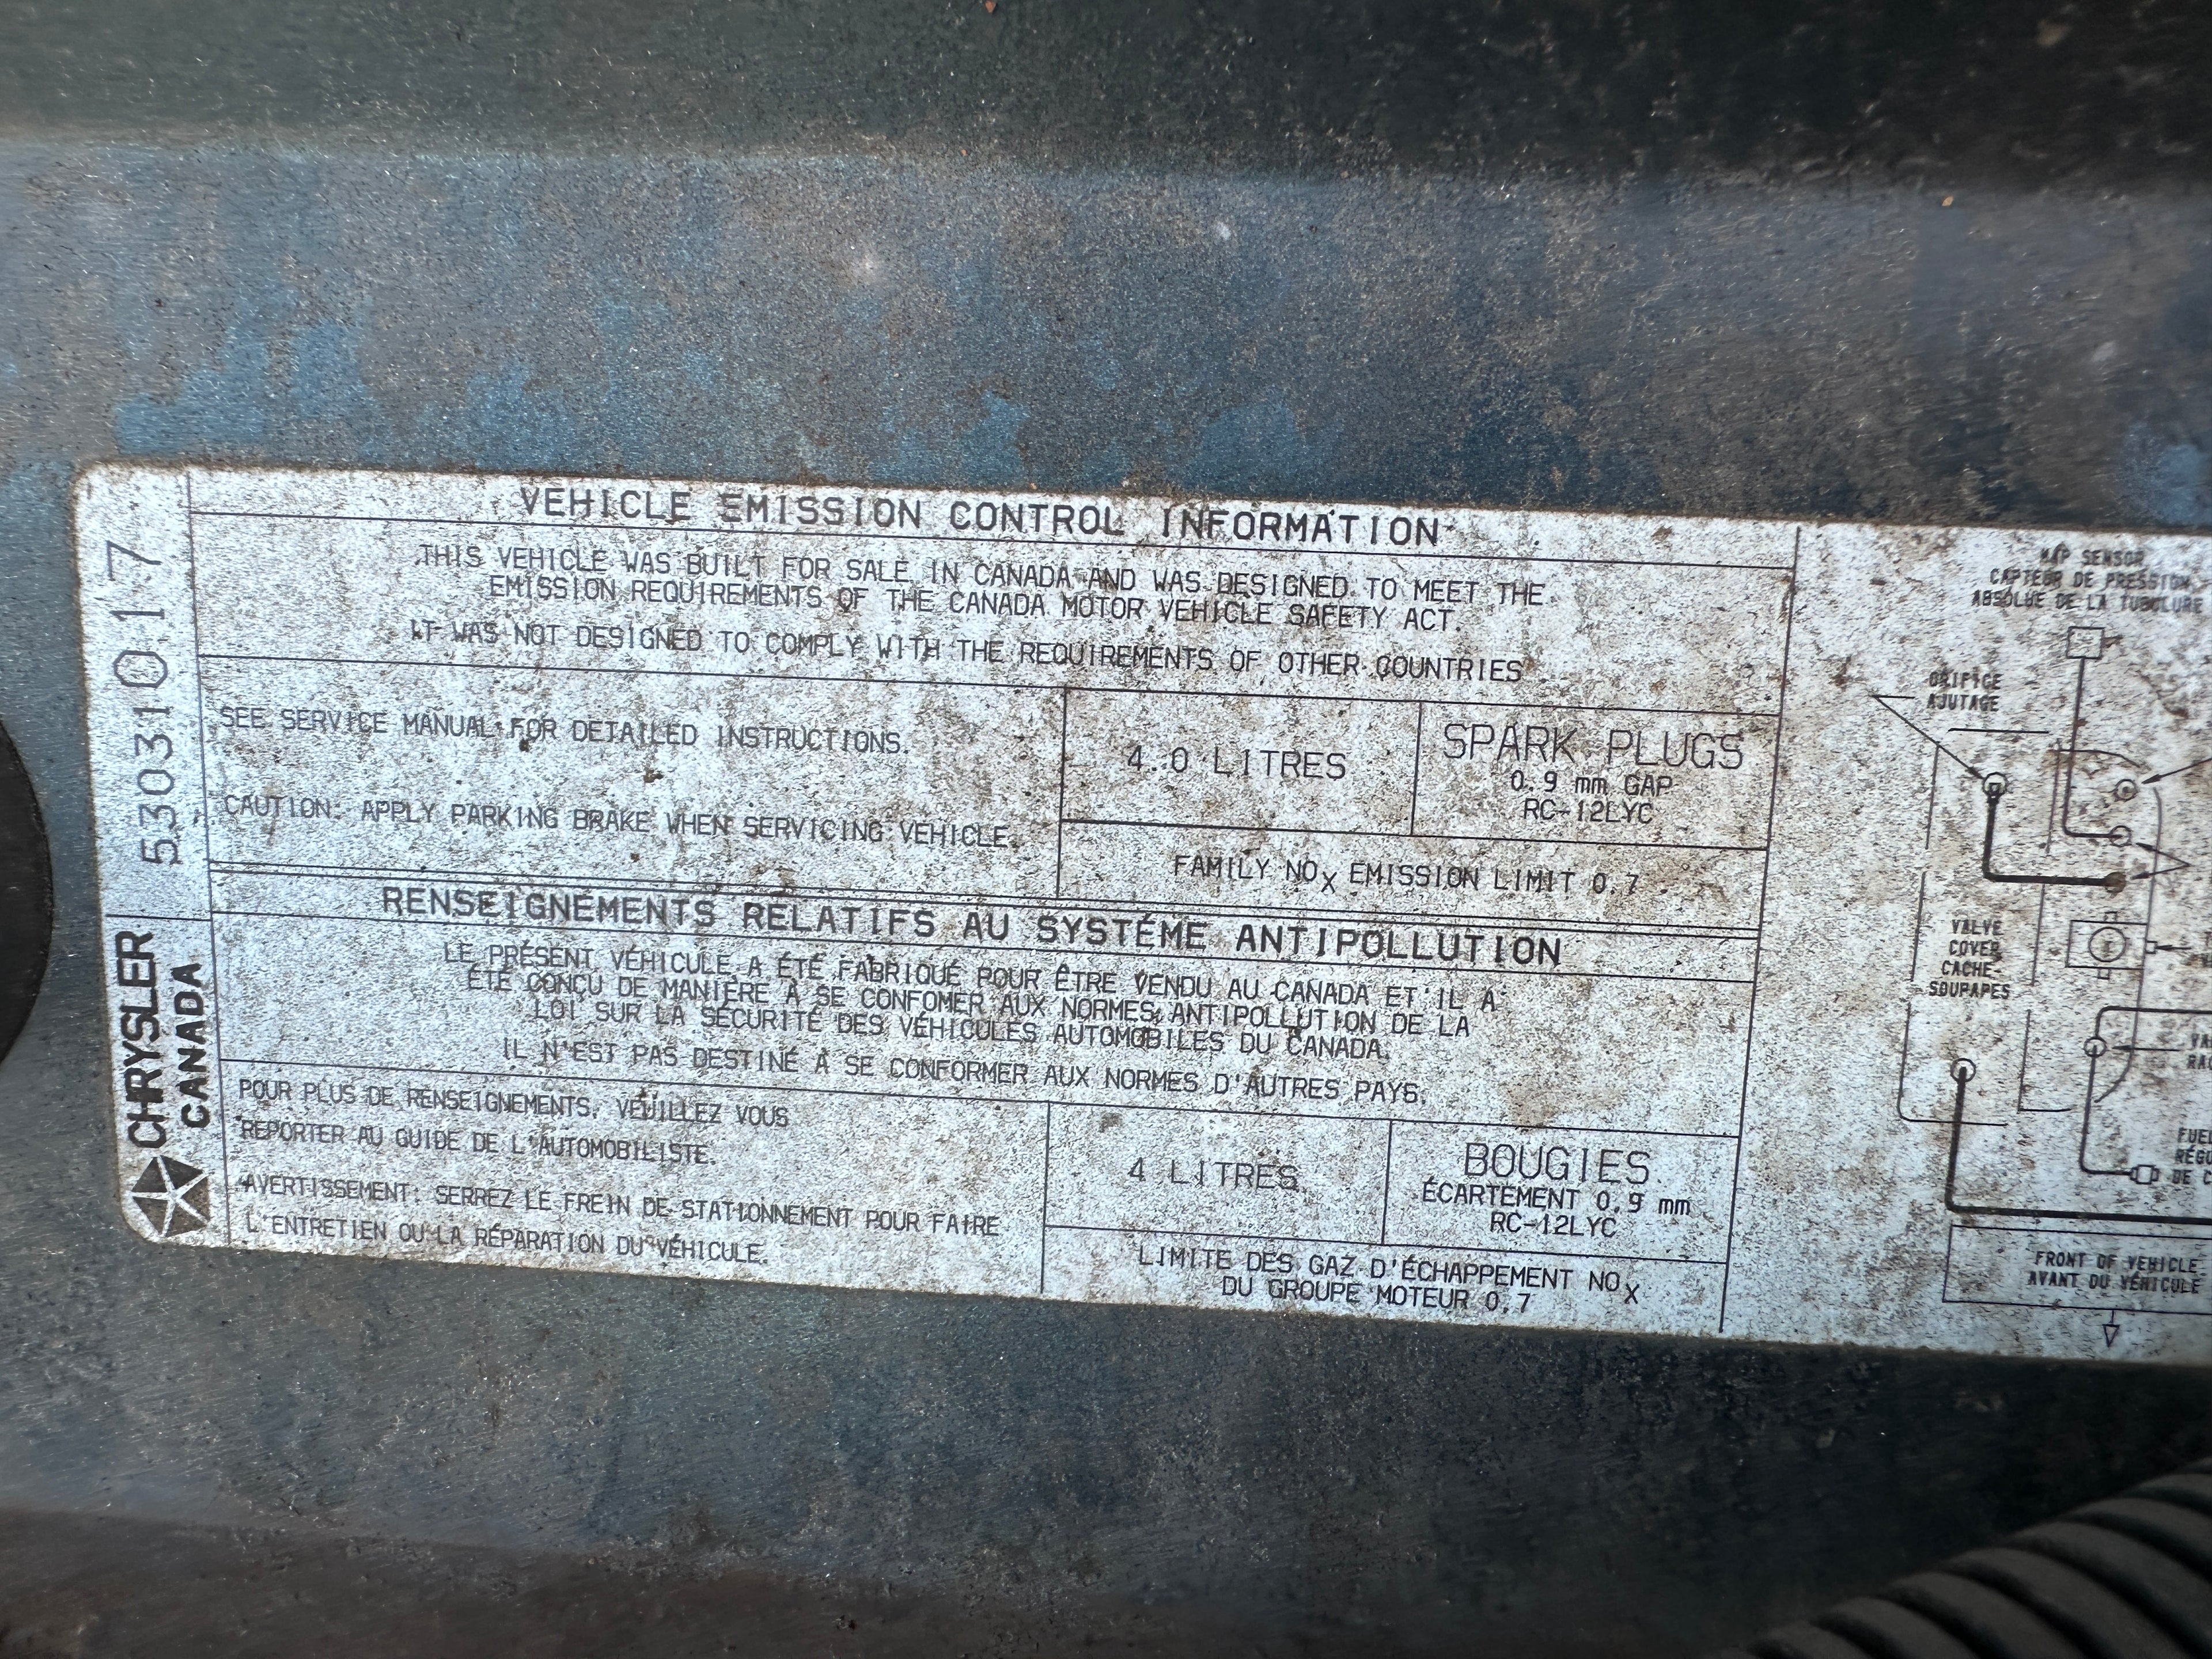 53031017
CHRYSLER
CANADA
VEHICLE EMISSION CONTROL INFORMATION
THIS VEHICLE WAS BUILT FOR SALE IN CANADA AND WAS DESIGNED TO MEET THE
EMISSION REQUIREMENTS OF THE CANADA MOTOR VEHICLE SAFETY ACT.
IT WAS NOT DESIGNED TO COMPLY WITH THE REQUIREMENTS OF OTHER COUNTRIES
SEE SERVICE MANUAL FOR DETAILED INSTRUCTIONS.
CAUTION: APPLY PARKING BRAKE WHEN SERVICING VEHICLE.
4.0 LITRES
SPARK PLUGS
0.9 mm GAP
RC-12LYC
FAMILY NOx EMISSION LIMIT 0.7
RENSEIGNEMENTS RELATIFS AU SYSTÉME ANTIPOLLUTION
LE PRÉSENT VÉHICULE A ÉTÉ FABRIQUÉ POUR ÊTRE VENDU AU CANADA ET IL A
ÉTÉ CONÇU DE MANIÈRE À SE CONFOMER AUX NORMES ANTIPOLLUTION DE LA
LOI SUR LA SÉCURITÉ DES VÉHICULES AUTOMOBILES DU CANADA.
IL N'EST PAS DESTINÉ À SE CONFORMER AUX NORMES D'AUTRES PAYS.
POUR PLUS DE RENSEIGNEMENTS, VEUILLEZ VOUS
REPORTER AU GUIDE DE L'AUTOMOBILISTE.
AVERTISSEMENT: SERREZ LE FREIN DE STATIONNEMENT POUR FAIRE
L'ENTRETIEN OU LA RÉPARATION DU VÉHICULE.
4 LITRES
BOUGIES
ÉCARTEMENT 0,9 mm
RC-12LYC
LIMITE DES GAZ D'ÉCHAPPEMENT NOx
DU GROUPE MOTEUR 0,7
MAP SENSOR
CAPTEUR DE PRESSION
ABSOLUE DE LA TUBULURE
ORIFICE
AJUTAGE
VALVE
COVER
CACHE-
SOUPAPES
DE
FRONT OF VEHICLE
AVANT DU VÉHICULE